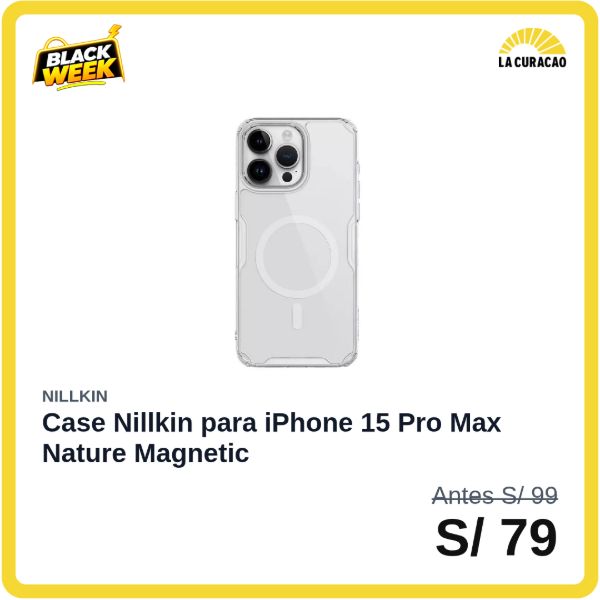 BLACK
WEEK
LA CURACAO
NILLKIN
Case Nillkin para iPhone 15 Pro Max
Nature Magnetic
Antes S/ 99
S/ 79